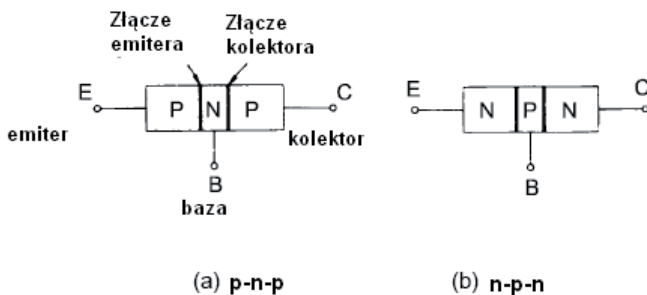 Złącze
emitera
Złącze
kolektora
E
P
N
P
C
emiter
kolektor
B
baza
(a) p-n-p
E
N
P
N
C
B
(b) n-p-n